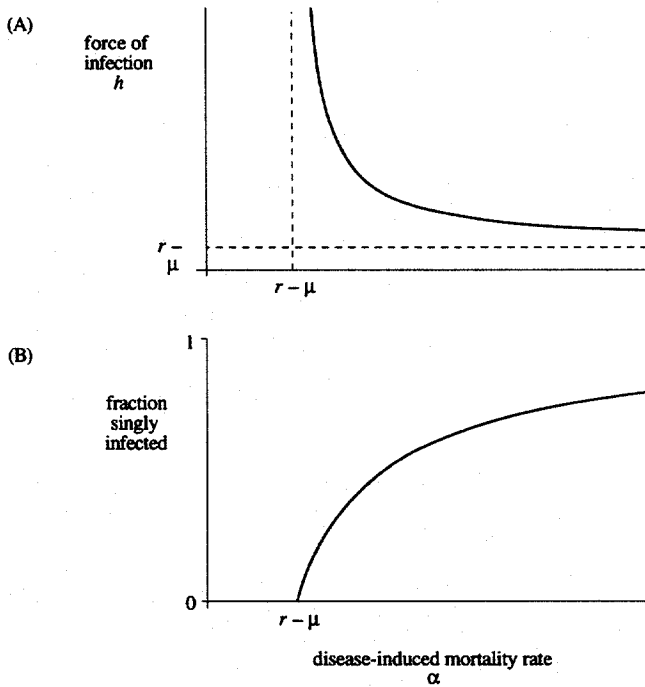 (A)
force of
infection
h
r –
μ
r – μ
(B)
1
fraction
singly
infected
0
r – μ
disease-induced mortality rate
α